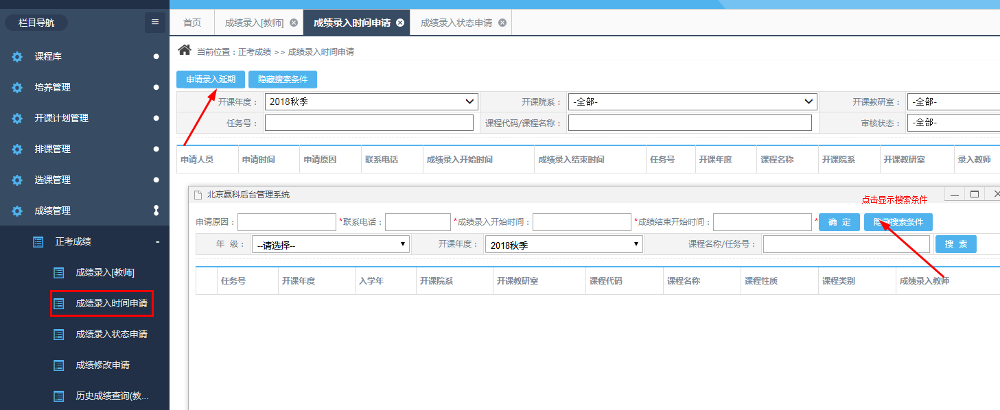 栏目导航
课程库
培养管理
开课计划管理
排课管理
选课管理
成绩管理
正考成绩 -
成绩录入[教师]
成绩录入时间申请
成绩录入状态申请
成绩修改申请
历史成绩查询(教...
首页 成绩录入[教师] 成绩录入时间申请 成绩录入状态申请
当前位置：正考成绩 >> 成绩录入时间申请
申请录入延期 隐藏搜索条件
开课年度： 2018秋季 开课院系： -全部- 开课教研室： -全部-
任务号： 课程代码/课程名称： 审核状态： -全部-
申请人员 申请时间 申请原因 联系电话 成绩录入开始时间 成绩录入结束时间 任务号 开课年度 课程名称 开课院系 开课教研室 录入教师
北京赢科后台管理系统
点击显示搜索条件
申请原因： *联系电话： *成绩录入开始时间： *成绩结束开始时间： * 确 定 隐藏搜索条件
年 级： --请选择-- 开课年度： 2018秋季 课程名称/任务号： 搜 索
任务号 开课年度 入学年 开课院系 开课教研室 课程代码 课程名称 课程性质 课程类别 成绩录入教师